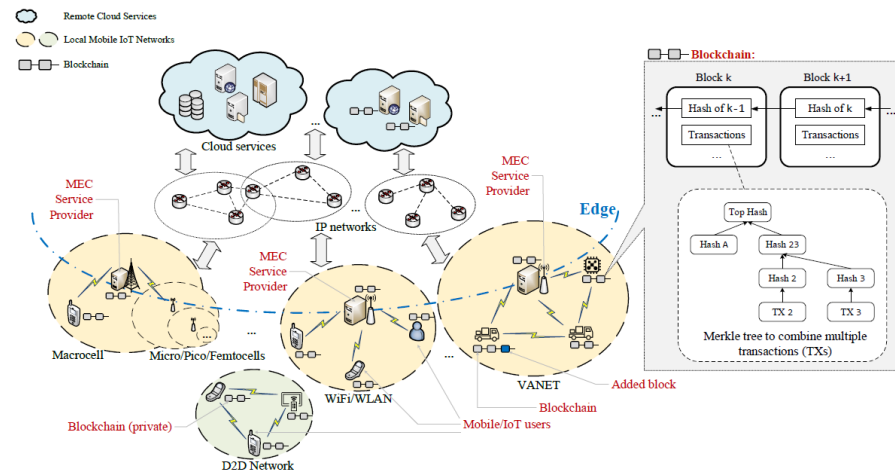 Remote Cloud Services
Local Mobile IoT Networks
Blockchain
...
Cloud services
...
MEC
Service
Provider
IP networks
MEC
Service
Provider
MEC
Service
Provider
Edge
Macrocell
...
Micro/Pico/Femtocells
...
WiFi/WLAN
...
VANET
Added block
Blockchain
Mobile/IoT users
Blockchain (private)
D2D Network
Blockchain:
Block k
Block k+1
...
Hash of k-1
Hash of k
...
Transactions
Transactions
...
...
Top Hash
Hash A
Hash 23
Hash 2
Hash 3
TX 2
TX 3
Merkle tree to combine multiple
transactions (TXs)